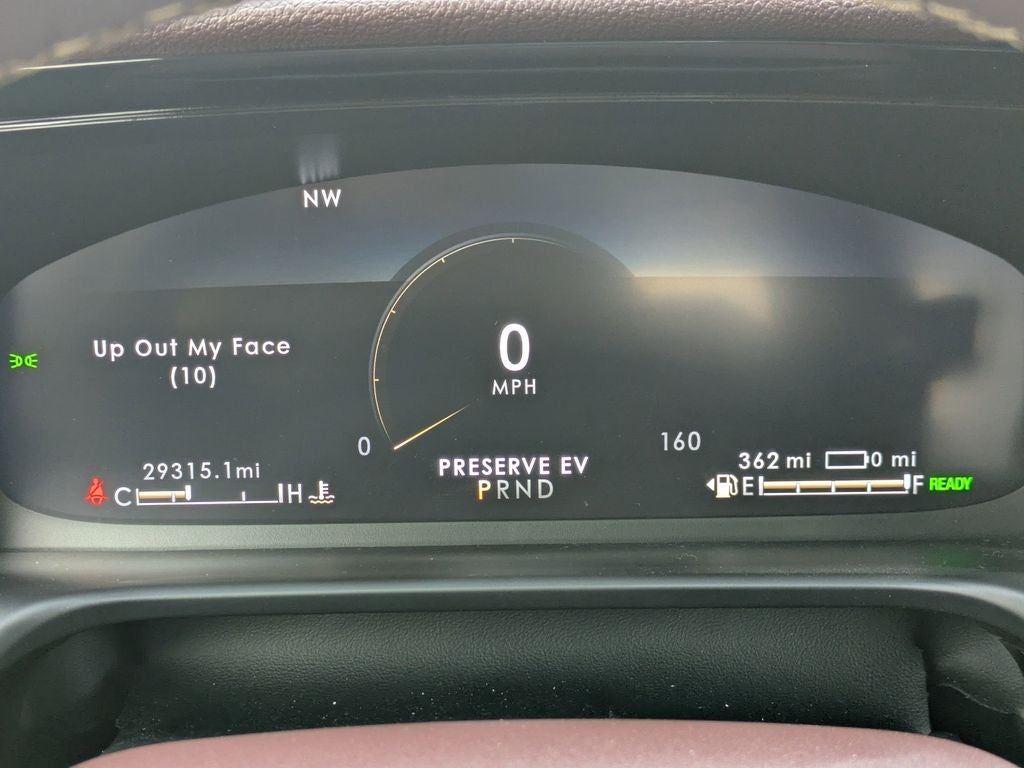 NW
Up Out My Face
(10)
0
MPH
0
160
PRESERVE EV
PRND
29315.1mi
C H
362 mi 0 mi
E F READY